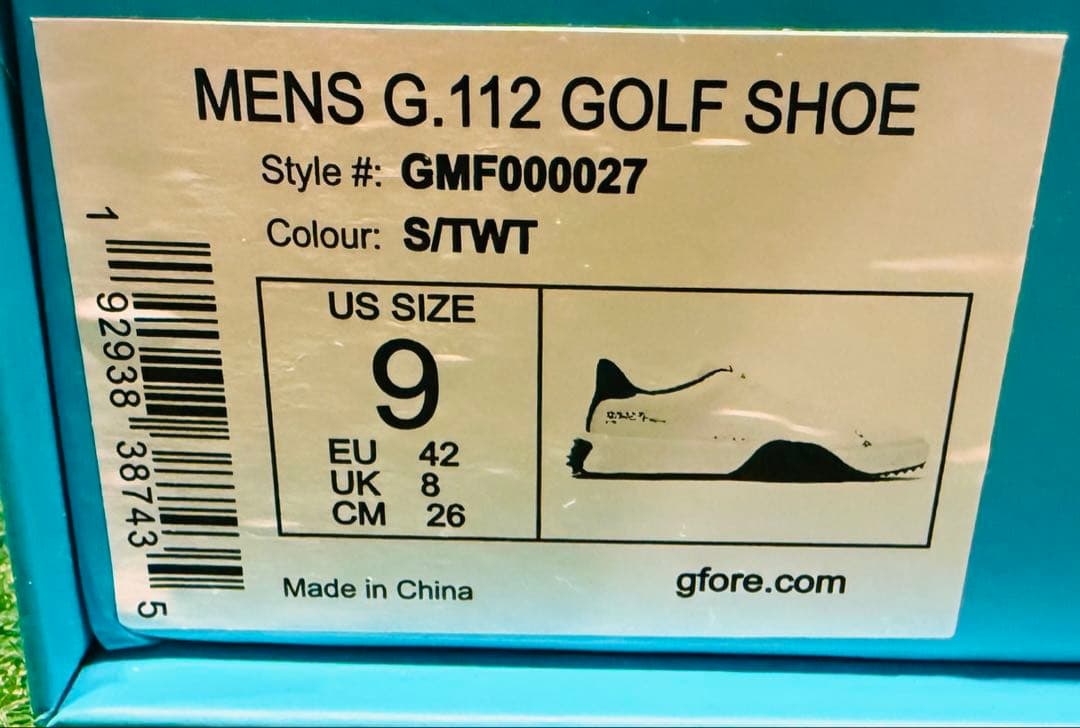 MENS G.112 GOLF SHOE
Style #: GMF000027
Colour: S/TWT
US SIZE
9
EU 42
UK 8
CM 26
Made in China
gfore.com
1 92938 38743 5